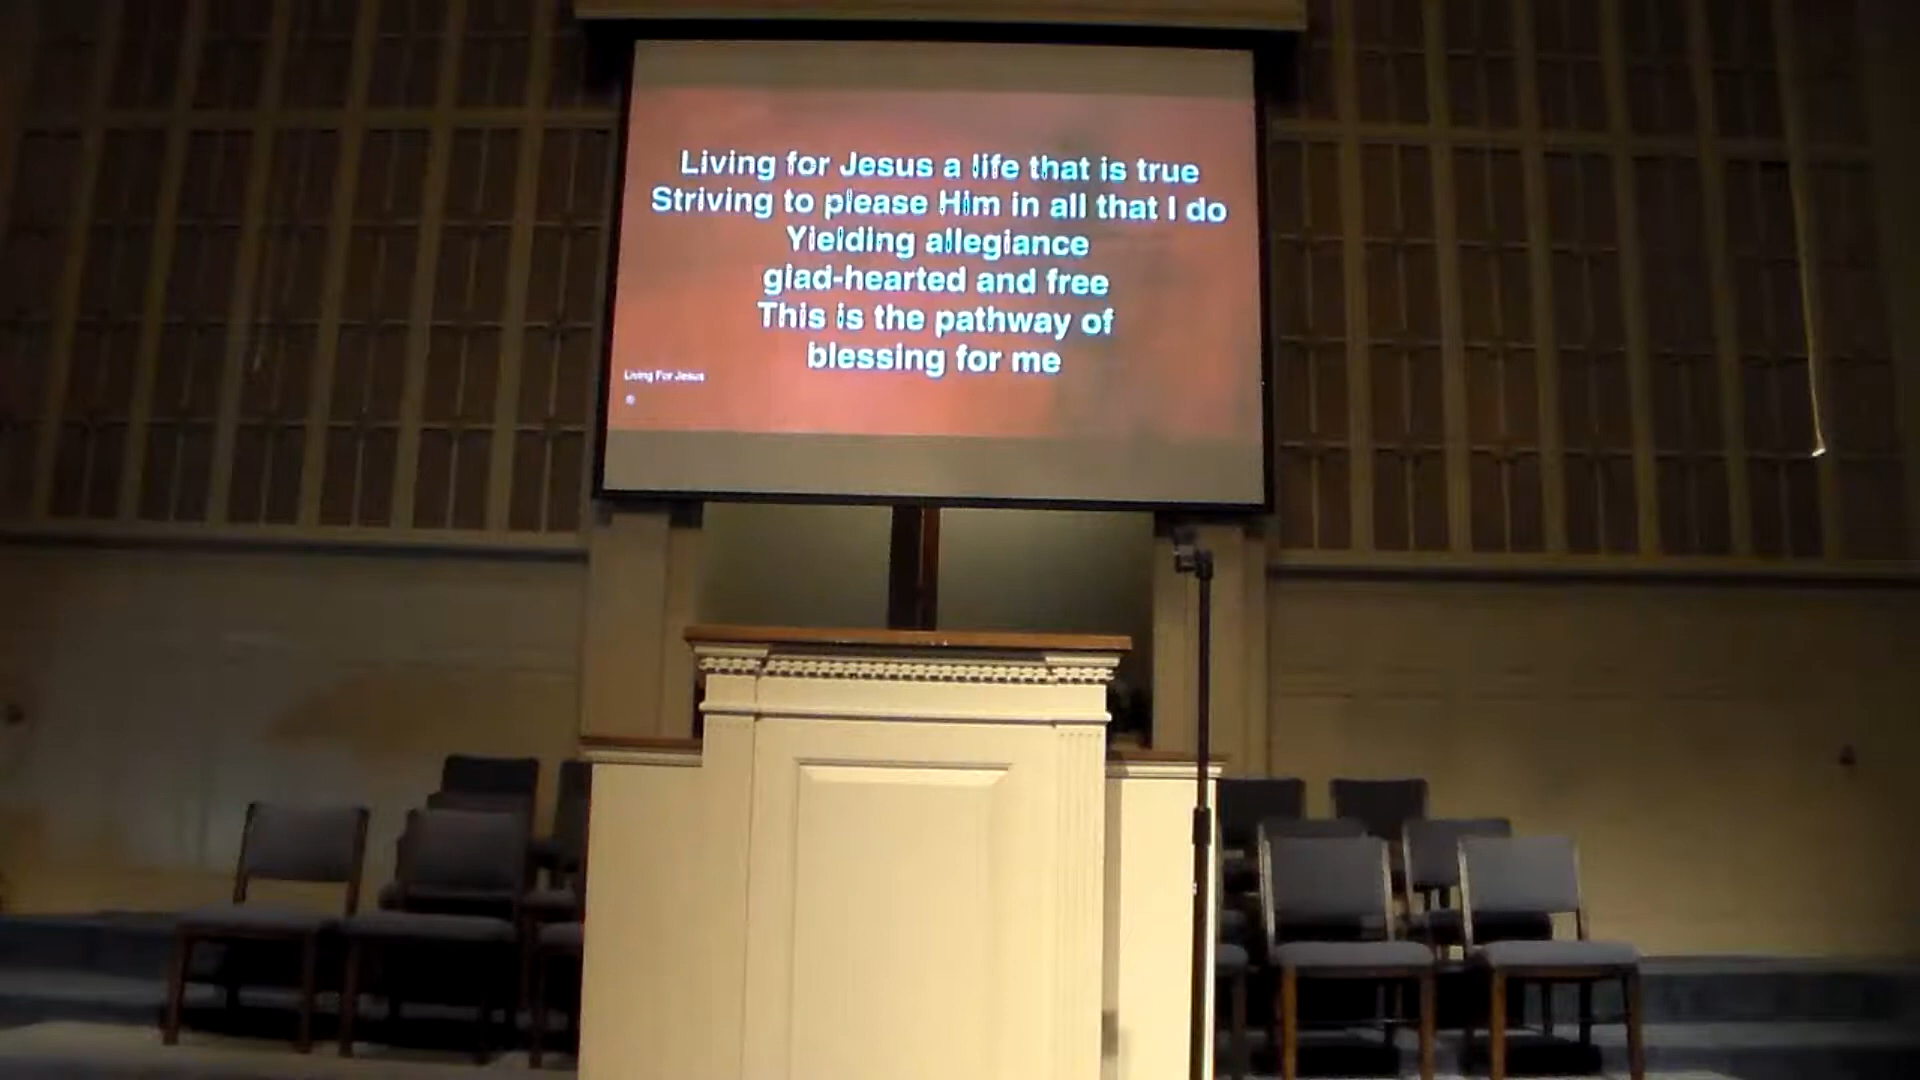 Living for Jesus a life that is true
Striving to please Him in all that I do
Yielding allegiance
glad-hearted and free
This is the pathway of
blessing for me
Living For Jesus